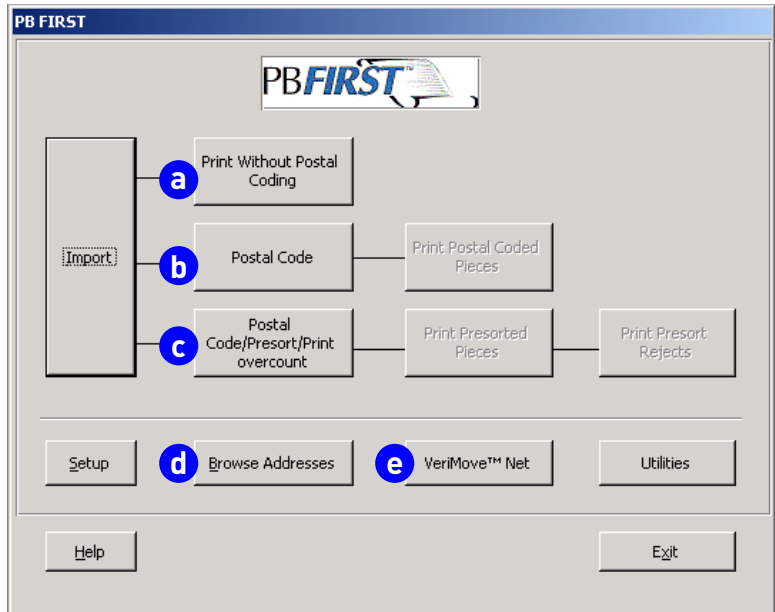 PB FIRST
PBFIRST™
Import
a
Print Without Postal
Coding
b
Postal Code
Print Postal Coded
Pieces
c
Postal
Code/Presort/Print
overcount
Print Presorted
Pieces
Print Presort
Rejects
Setup
d
Browse Addresses
e
VeriMove™ Net
Utilities
Help
Exit